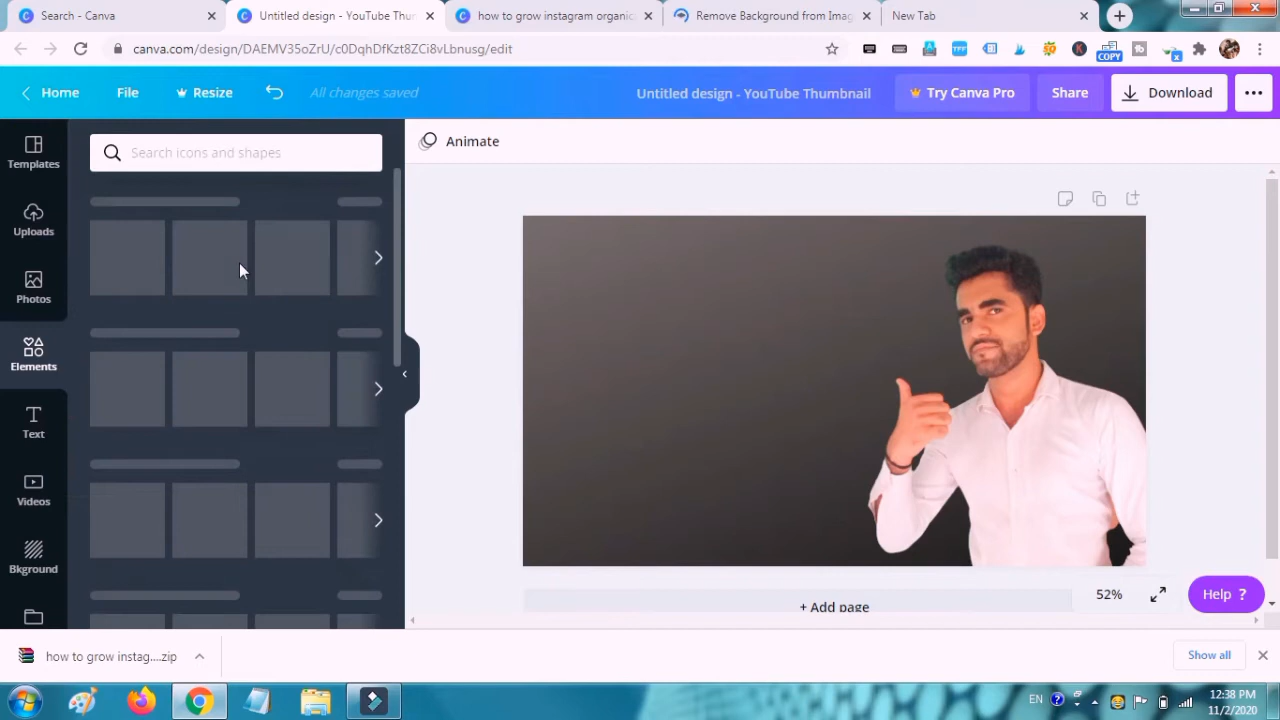 Search - Canva
Untitled design - YouTube Thun
how to grow instagram organic
Remove Background from Imag
New Tab
canva.com/design/DAEMV35oZrU/c0DqhDfKzt8ZCi8vLbnusg/edit
COPY
TFF
K
x
Home
File
Resize
All changes saved
Untitled design - YouTube Thumbnail
Try Canva Pro
Share
Download
Templates
Search icons and shapes
Animate
Uploads
Photos
Elements
Text
Videos
Bkground
+ Add page
52%
Help ?
how to grow instag....zip
Show all
EN
12:38 PM
11/2/2020